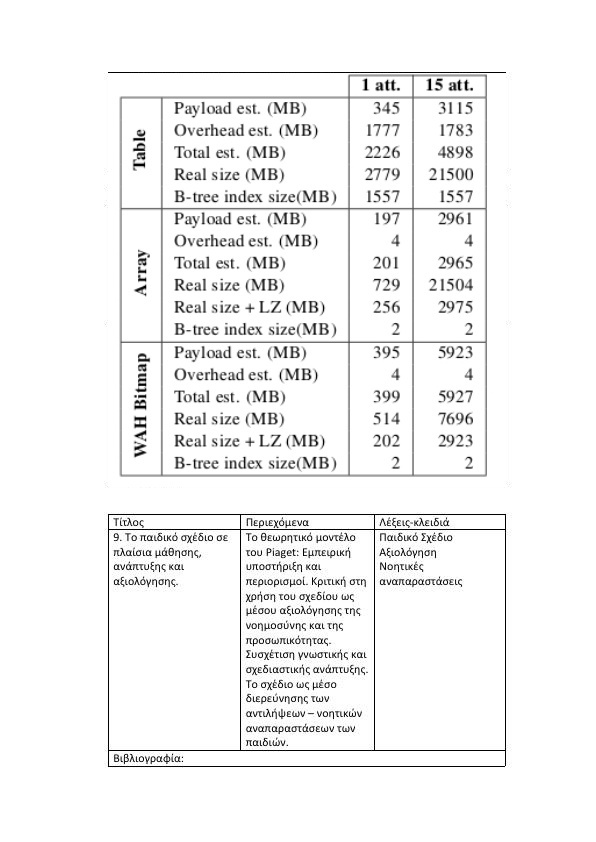 1 att. 15 att.
Table
Payload est. (MB) 345 3115
Overhead est. (MB) 1777 1783
Total est. (MB) 2226 4898
Real size (MB) 2779 21500
B-tree index size(MB) 1557 1557
Array
Payload est. (MB) 197 2961
Overhead est. (MB) 4 4
Total est. (MB) 201 2965
Real size (MB) 729 21504
Real size + LZ (MB) 256 2975
B-tree index size(MB) 2 2
WAH Bitmap
Payload est. (MB) 395 5923
Overhead est. (MB) 4 4
Total est. (MB) 399 5927
Real size (MB) 514 7696
Real size + LZ (MB) 202 2923
B-tree index size(MB) 2 2
Τίτλος
Περιεχόμενα
Λέξεις-κλειδιά
9. Το παιδικό σχέδιο σε
πλαίσια μάθησης,
ανάπτυξης και
αξιολόγησης.
Το θεωρητικό μοντέλο
του Piaget: Εμπειρική
υποστήριξη και
περιορισμοί. Κριτική στη
χρήση του σχεδίου ως
μέσου αξιολόγησης της
νοημοσύνης και της
προσωπικότητας.
Συσχέτιση γνωστικής και
σχεδιαστικής ανάπτυξης.
Το σχέδιο ως μέσο
διερεύνησης των
αντιλήψεων – νοητικών
αναπαραστάσεων των
παιδιών.
Παιδικό Σχέδιο
Αξιολόγηση
Νοητικές
αναπαραστάσεις
Βιβλιογραφία: